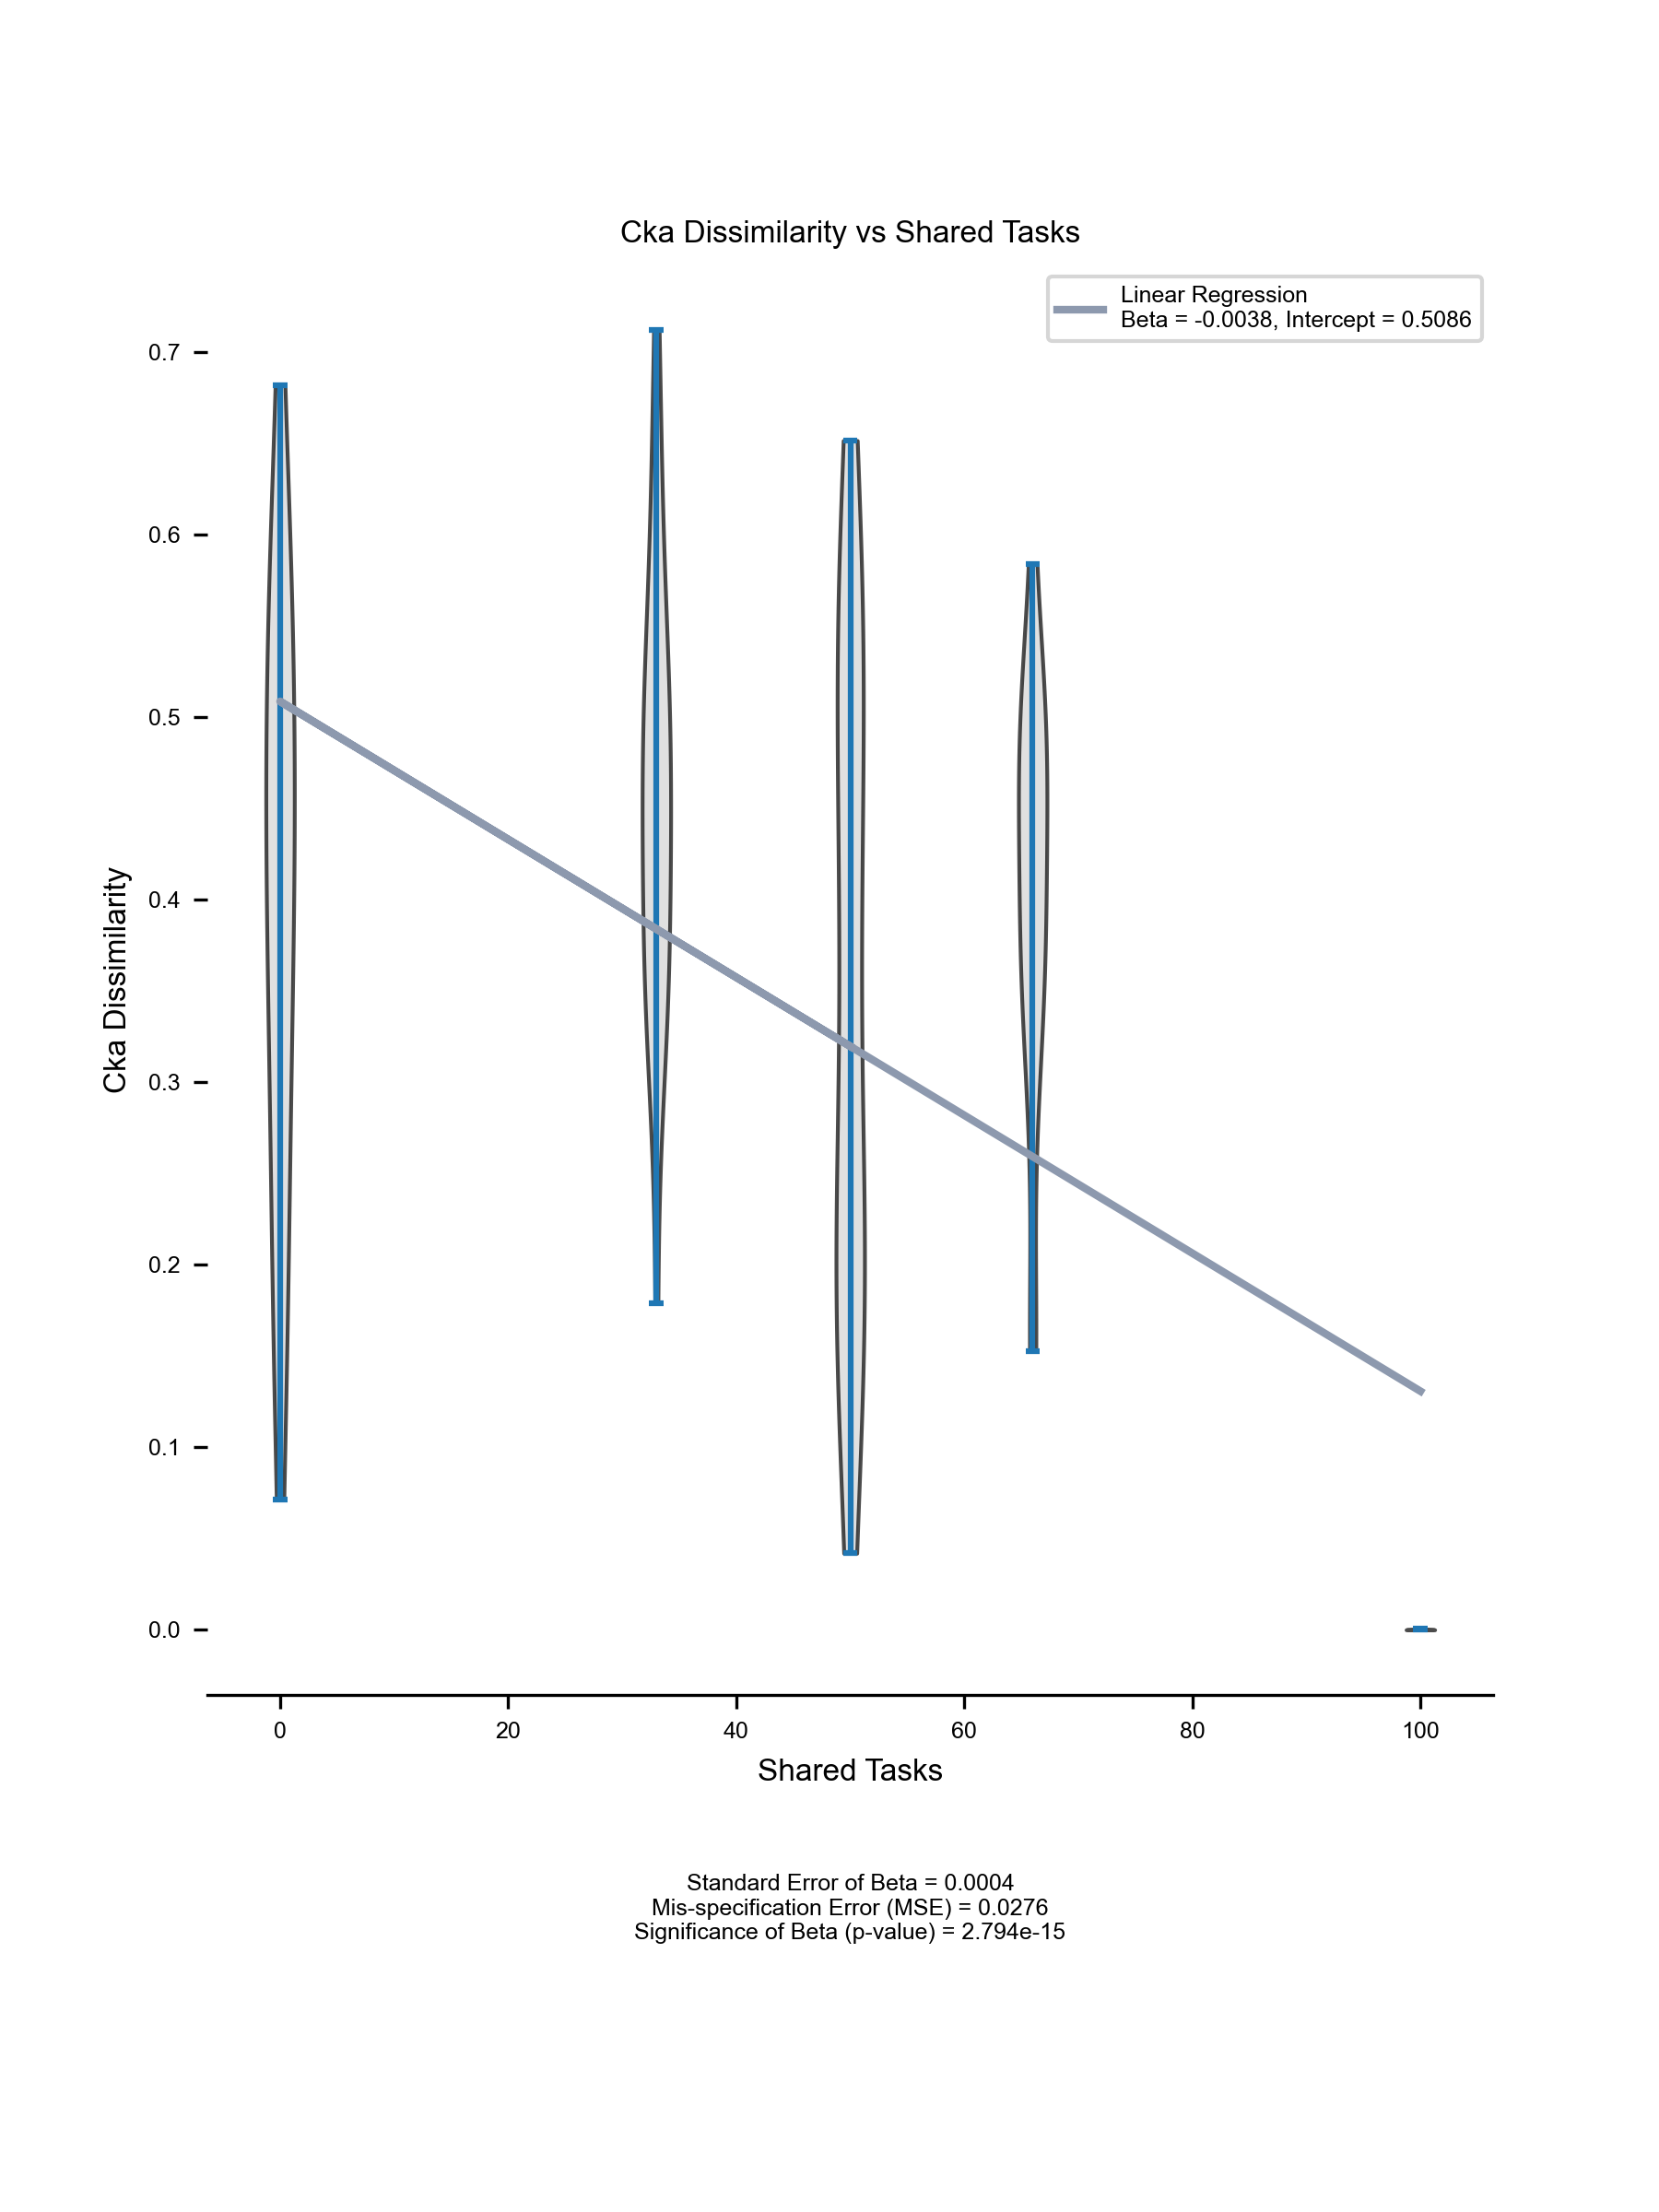 Cka Dissimilarity vs Shared Tasks
Linear Regression
Beta = -0.0038, Intercept = 0.5086
0.7
0.6
0.5
0.4
0.3
0.2
0.1
0.0
Cka Dissimilarity
0 20 40 60 80 100
Shared Tasks
Standard Error of Beta = 0.0004
Mis-specification Error (MSE) = 0.0276
Significance of Beta (p-value) = 2.794e-15